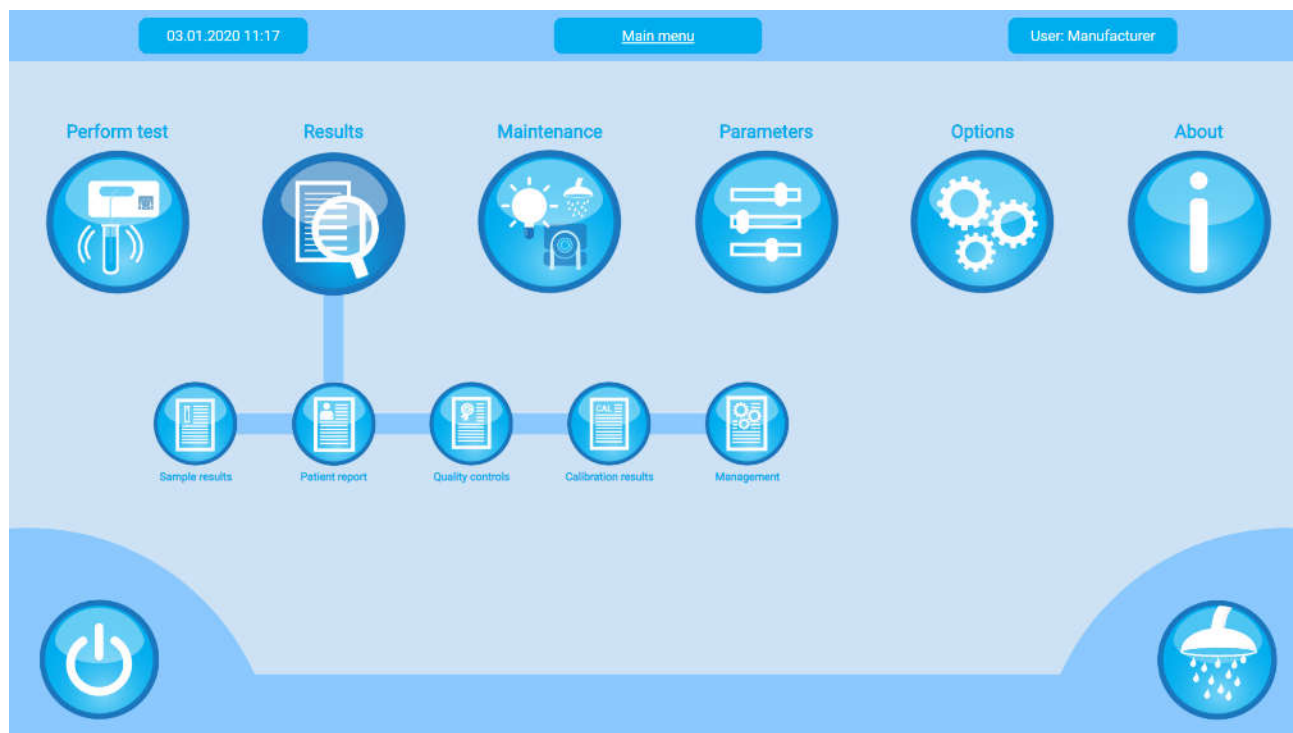 03.01.2020 11:17
Main menu
User: Manufacturer
Perform test
Results
Maintenance
Parameters
Options
About
CAL
Sample results
Patient report
Quality controls
Calibration results
Management